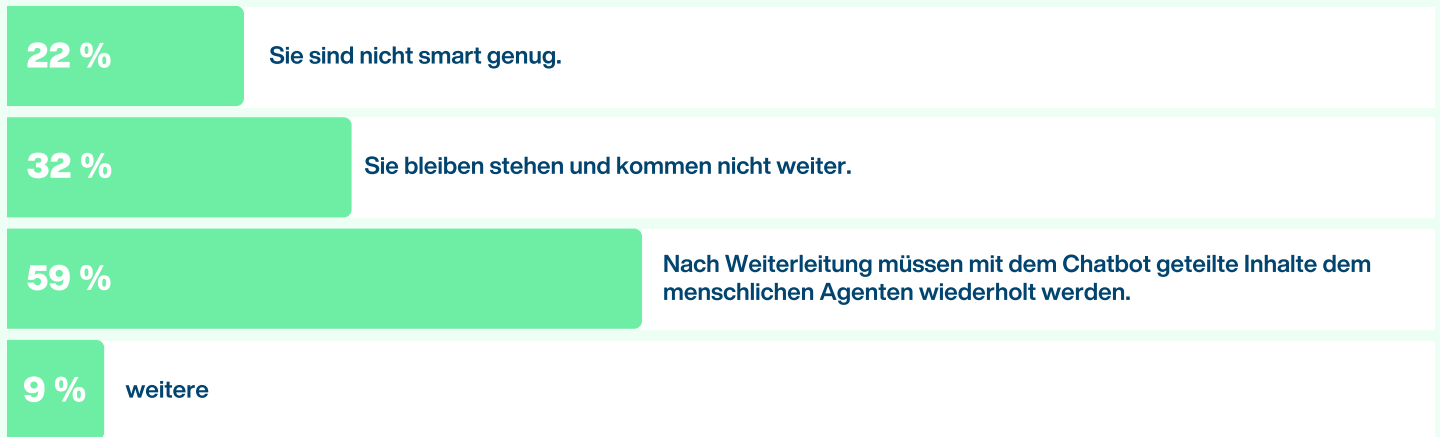 22 %
Sie sind nicht smart genug.
32 %
Sie bleiben stehen und kommen nicht weiter.
59 %
Nach Weiterleitung müssen mit dem Chatbot geteilte Inhalte dem
menschlichen Agenten wiederholt werden.
9 %
weitere